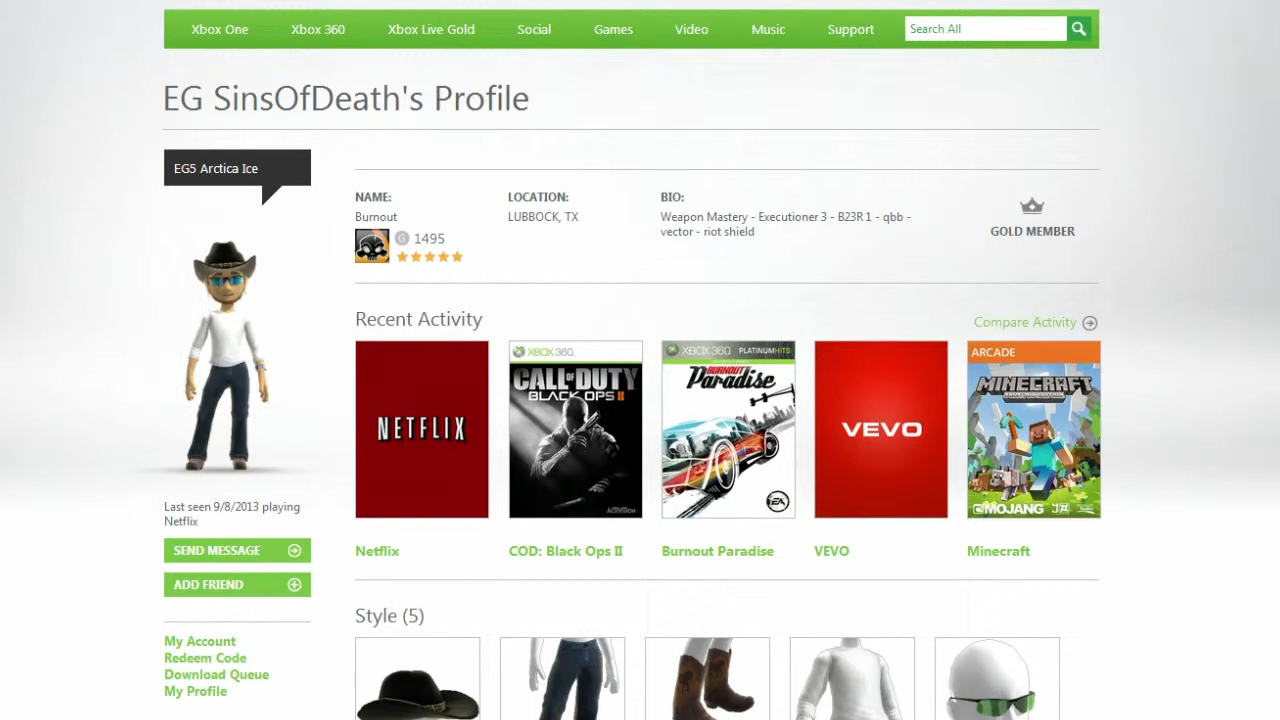 Xbox One Xbox 360 Xbox Live Gold Social Games Video Music Support Search All
EG SinsOfDeath's Profile
EG5 Arctica Ice
NAME:
Burnout
1495
LOCATION:
LUBBOCK, TX
BIO:
Weapon Mastery - Executioner 3 - B23R 1 - qbb -
vector - riot shield
GOLD MEMBER
Last seen 9/8/2013 playing
Netflix
SEND MESSAGE
ADD FRIEND
My Account
Redeem Code
Download Queue
My Profile
Recent Activity
Compare Activity
NETFLIX
XBOX 360
CALL OF DUTY
BLACK OPS II
ACTIVISION
XBOX 360 PLATINUM HITS
BURNOUT
Paradise
EA
VEVO
ARCADE
MINECRAFT
MOJANG
Netflix
COD: Black Ops II
Burnout Paradise
VEVO
Minecraft
Style (5)